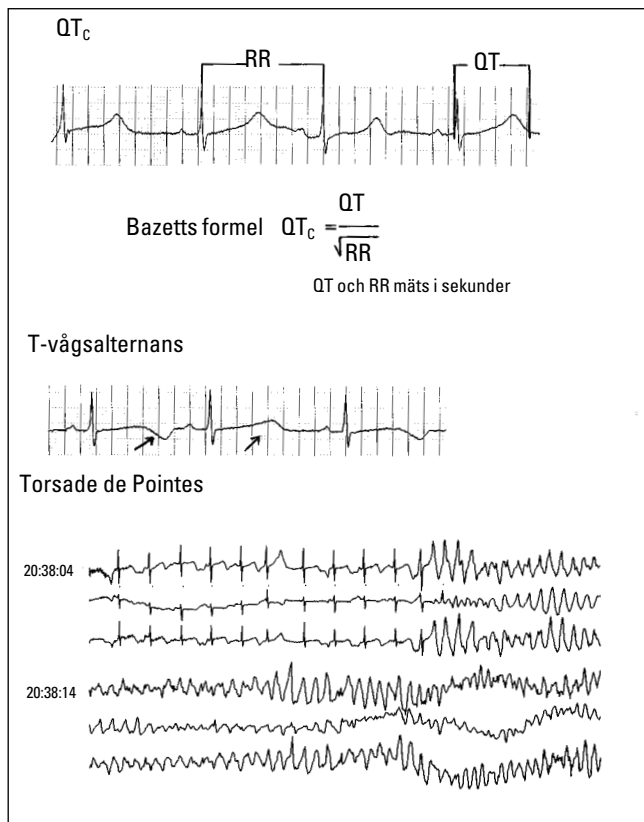 QTc
RR QT
Bazetts formel QTc = QT / √RR
QT och RR mäts i sekunder
T-vågsalternans
Torsade de Pointes
20:38:04
20:38:14